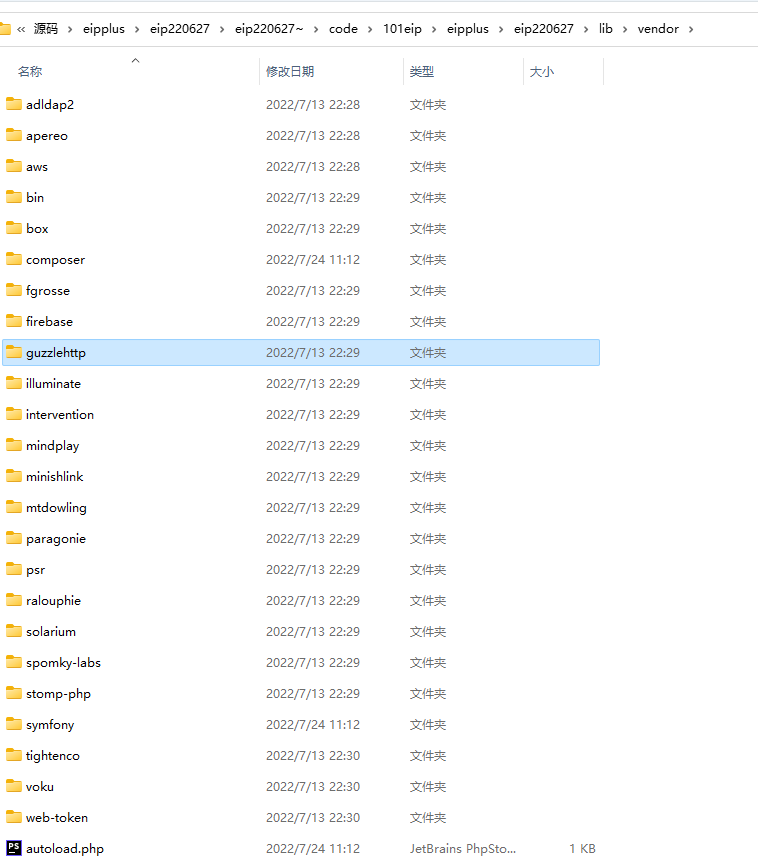 « 源码 › eipplus › eip220627 › eip220627~ › code › 101eip › eipplus › eip220627 › lib › vendor ›
名称 修改日期 类型 大小
adldap2 2022/7/13 22:28 文件夹
apereo 2022/7/13 22:28 文件夹
aws 2022/7/13 22:28 文件夹
bin 2022/7/13 22:29 文件夹
box 2022/7/13 22:29 文件夹
composer 2022/7/24 11:12 文件夹
fgrosse 2022/7/13 22:29 文件夹
firebase 2022/7/13 22:29 文件夹
guzzlehttp 2022/7/13 22:29 文件夹
illuminate 2022/7/13 22:29 文件夹
intervention 2022/7/13 22:29 文件夹
mindplay 2022/7/13 22:29 文件夹
minishlink 2022/7/13 22:29 文件夹
mtdowling 2022/7/13 22:29 文件夹
paragonie 2022/7/13 22:29 文件夹
psr 2022/7/13 22:29 文件夹
ralouphie 2022/7/13 22:29 文件夹
solarium 2022/7/13 22:29 文件夹
spomky-labs 2022/7/13 22:29 文件夹
stomp-php 2022/7/13 22:29 文件夹
symfony 2022/7/24 11:12 文件夹
tightenco 2022/7/13 22:30 文件夹
voku 2022/7/13 22:30 文件夹
web-token 2022/7/13 22:30 文件夹
PS autoload.php 2022/7/24 11:12 JetBrains PhpSto... 1 KB